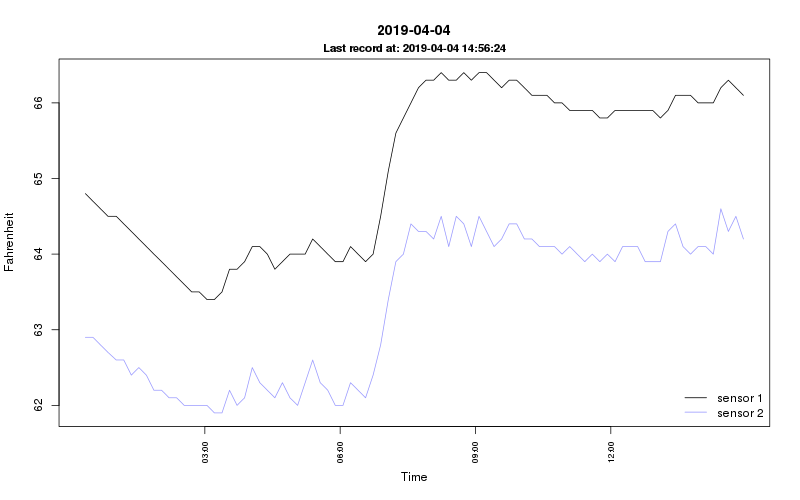 2019-04-04
Last record at: 2019-04-04 14:56:24
Fahrenheit
66
65
64
63
62
03:00
06:00
09:00
12:00
Time
sensor 1
sensor 2